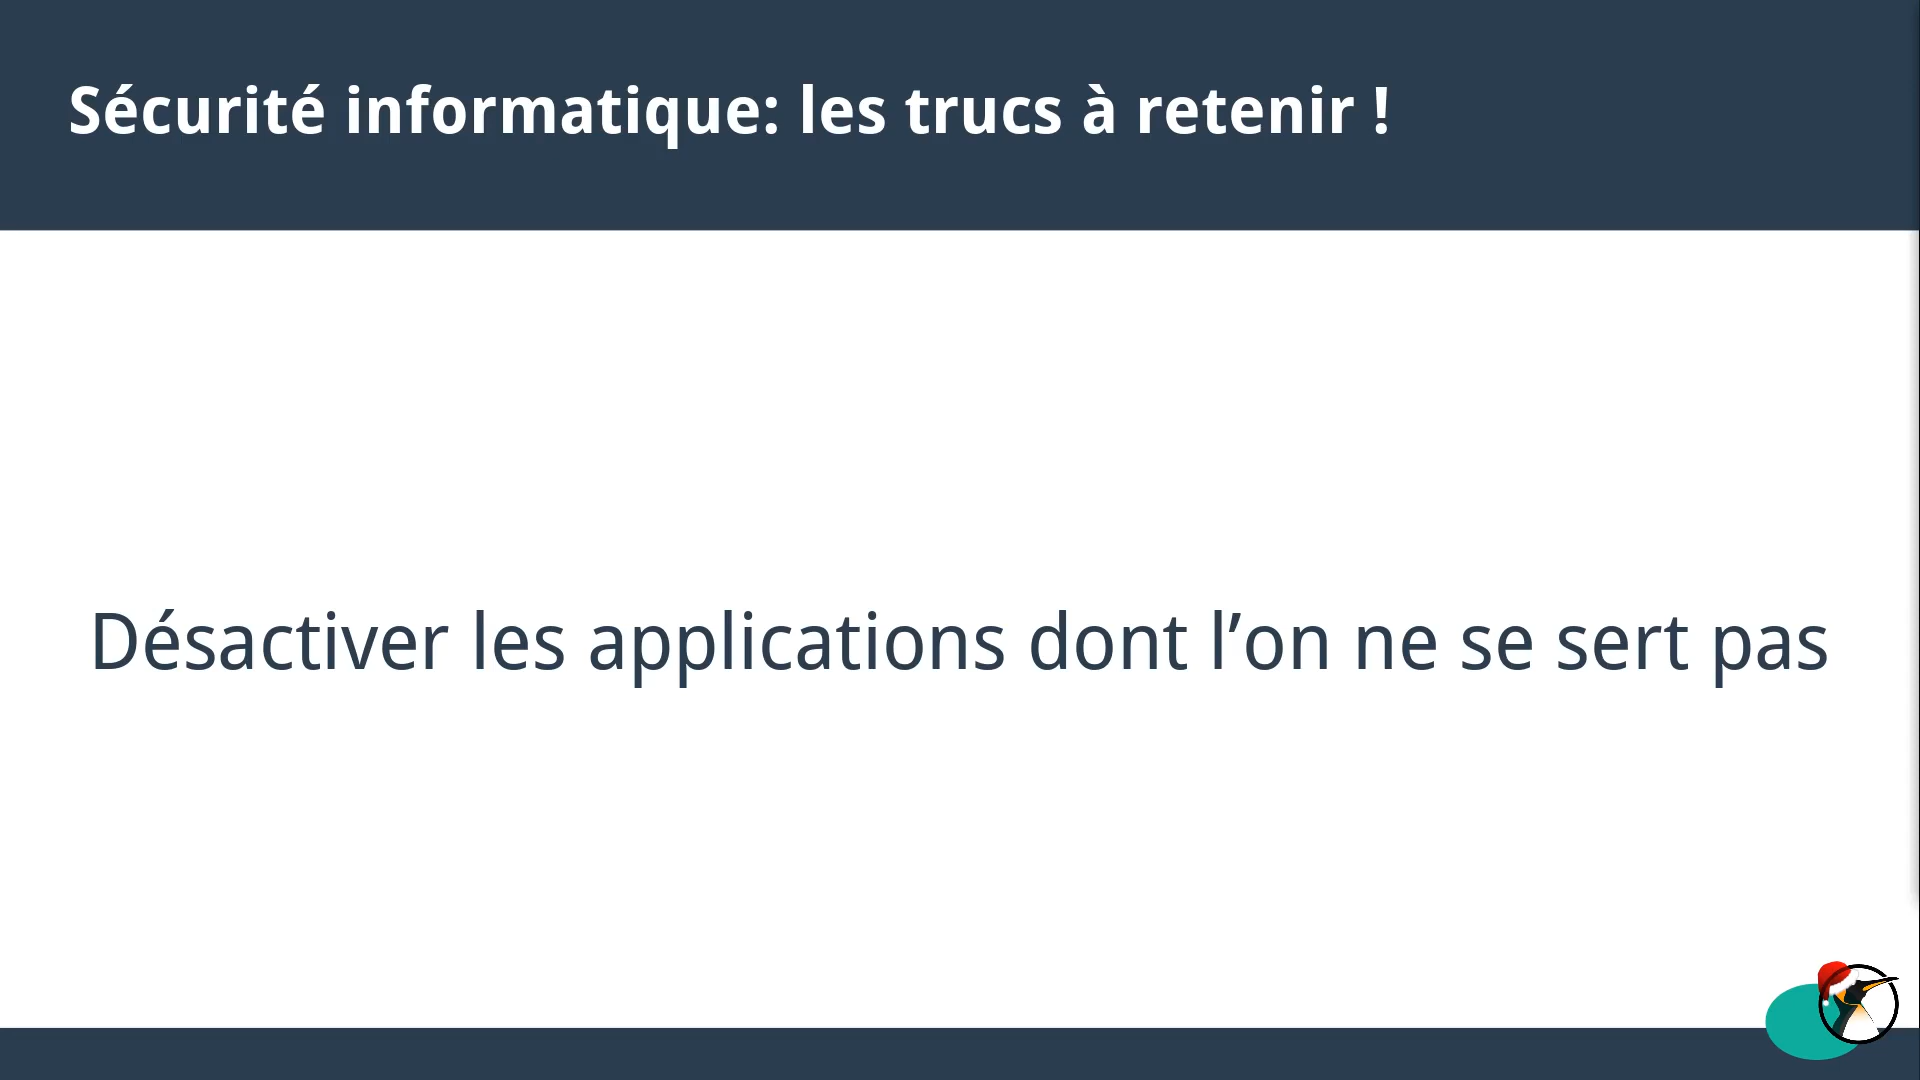 Sécurité informatique: les trucs à retenir !
Désactiver les applications dont l’on ne se sert pas